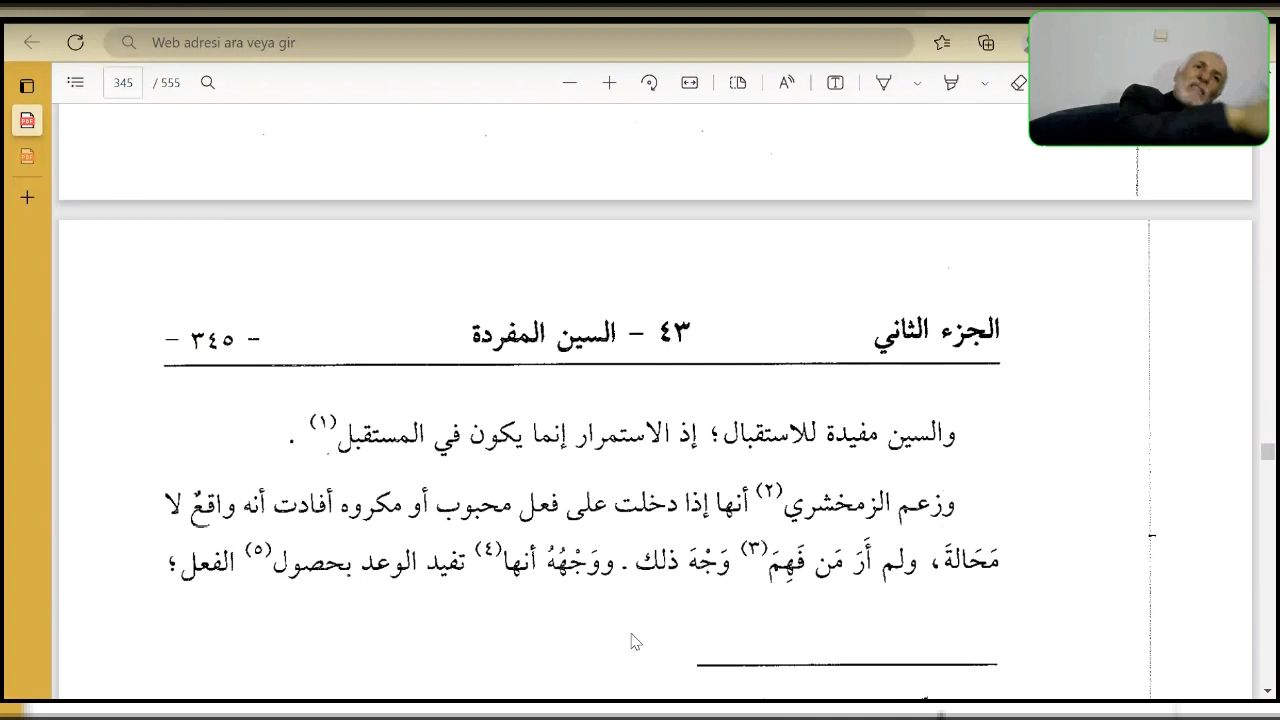 Web adresi ara veya gir
345 / 555
الجزء الثاني ٤٣ - السين المفردة - ٣٤٥ -
والسين مفيدة للاستقبال؛ إذ الاستمرار إنما يكون في المستقبل(١) .
وزعم الزمخشري(٢) أنها إذا دخلت على فعل محبوب أو مكروه أفادت أنه واقعٌ لا
مَحَالةَ، ولم أَرَ مَن فَهِمَ(٣) وَجْهَ ذلك . ووَجْهُهُ أنها(٤) تفيد الوعد بحصول(٥) الفعل؛